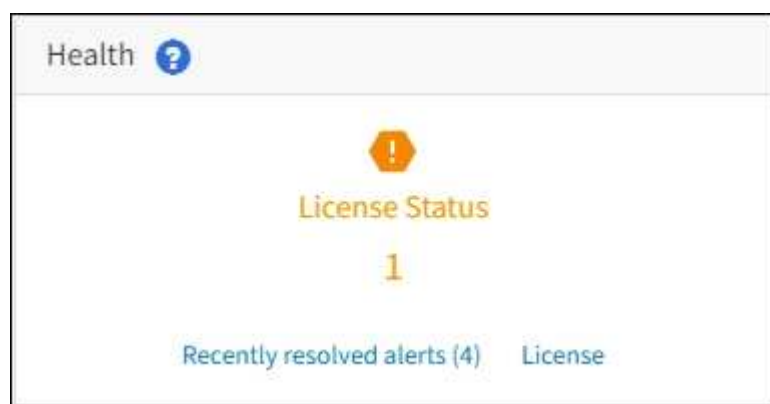 Health ?
!
License Status
1
Recently resolved alerts (4) License